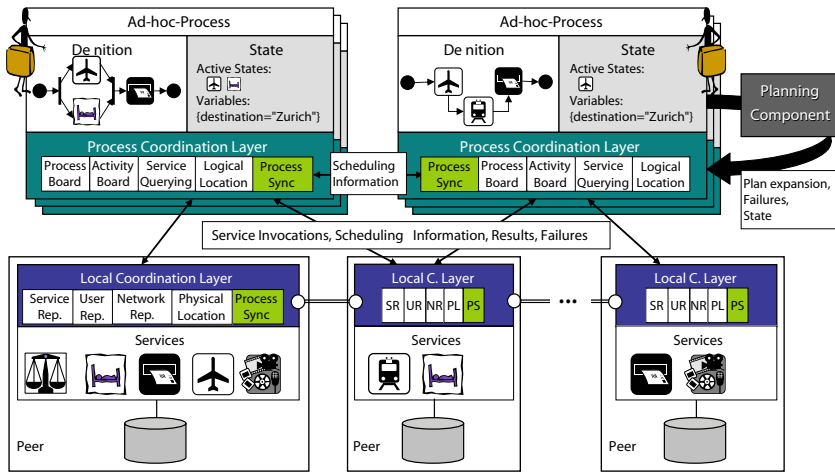 Ad-hoc-Process
De nition
State
Active States:
Variables:
{destination="Zurich"}
Process Coordination Layer
Process Board
Activity Board
Service Querying
Logical Location
Process Sync
Scheduling Information
Ad-hoc-Process
De nition
State
Active States:
Variables:
{destination="Zurich"}
Process Coordination Layer
Process Sync
Process Board
Activity Board
Service Querying
Logical Location
Planning Component
Plan expansion,
Failures,
State
Service Invocations, Scheduling Information, Results, Failures
Local Coordination Layer
Service Rep.
User Rep.
Network Rep.
Physical Location
Process Sync
Services
Peer
Local C. Layer
SR UR NR PL PS
Services
Peer
...
Local C. Layer
SR UR NR PL PS
Services
Peer